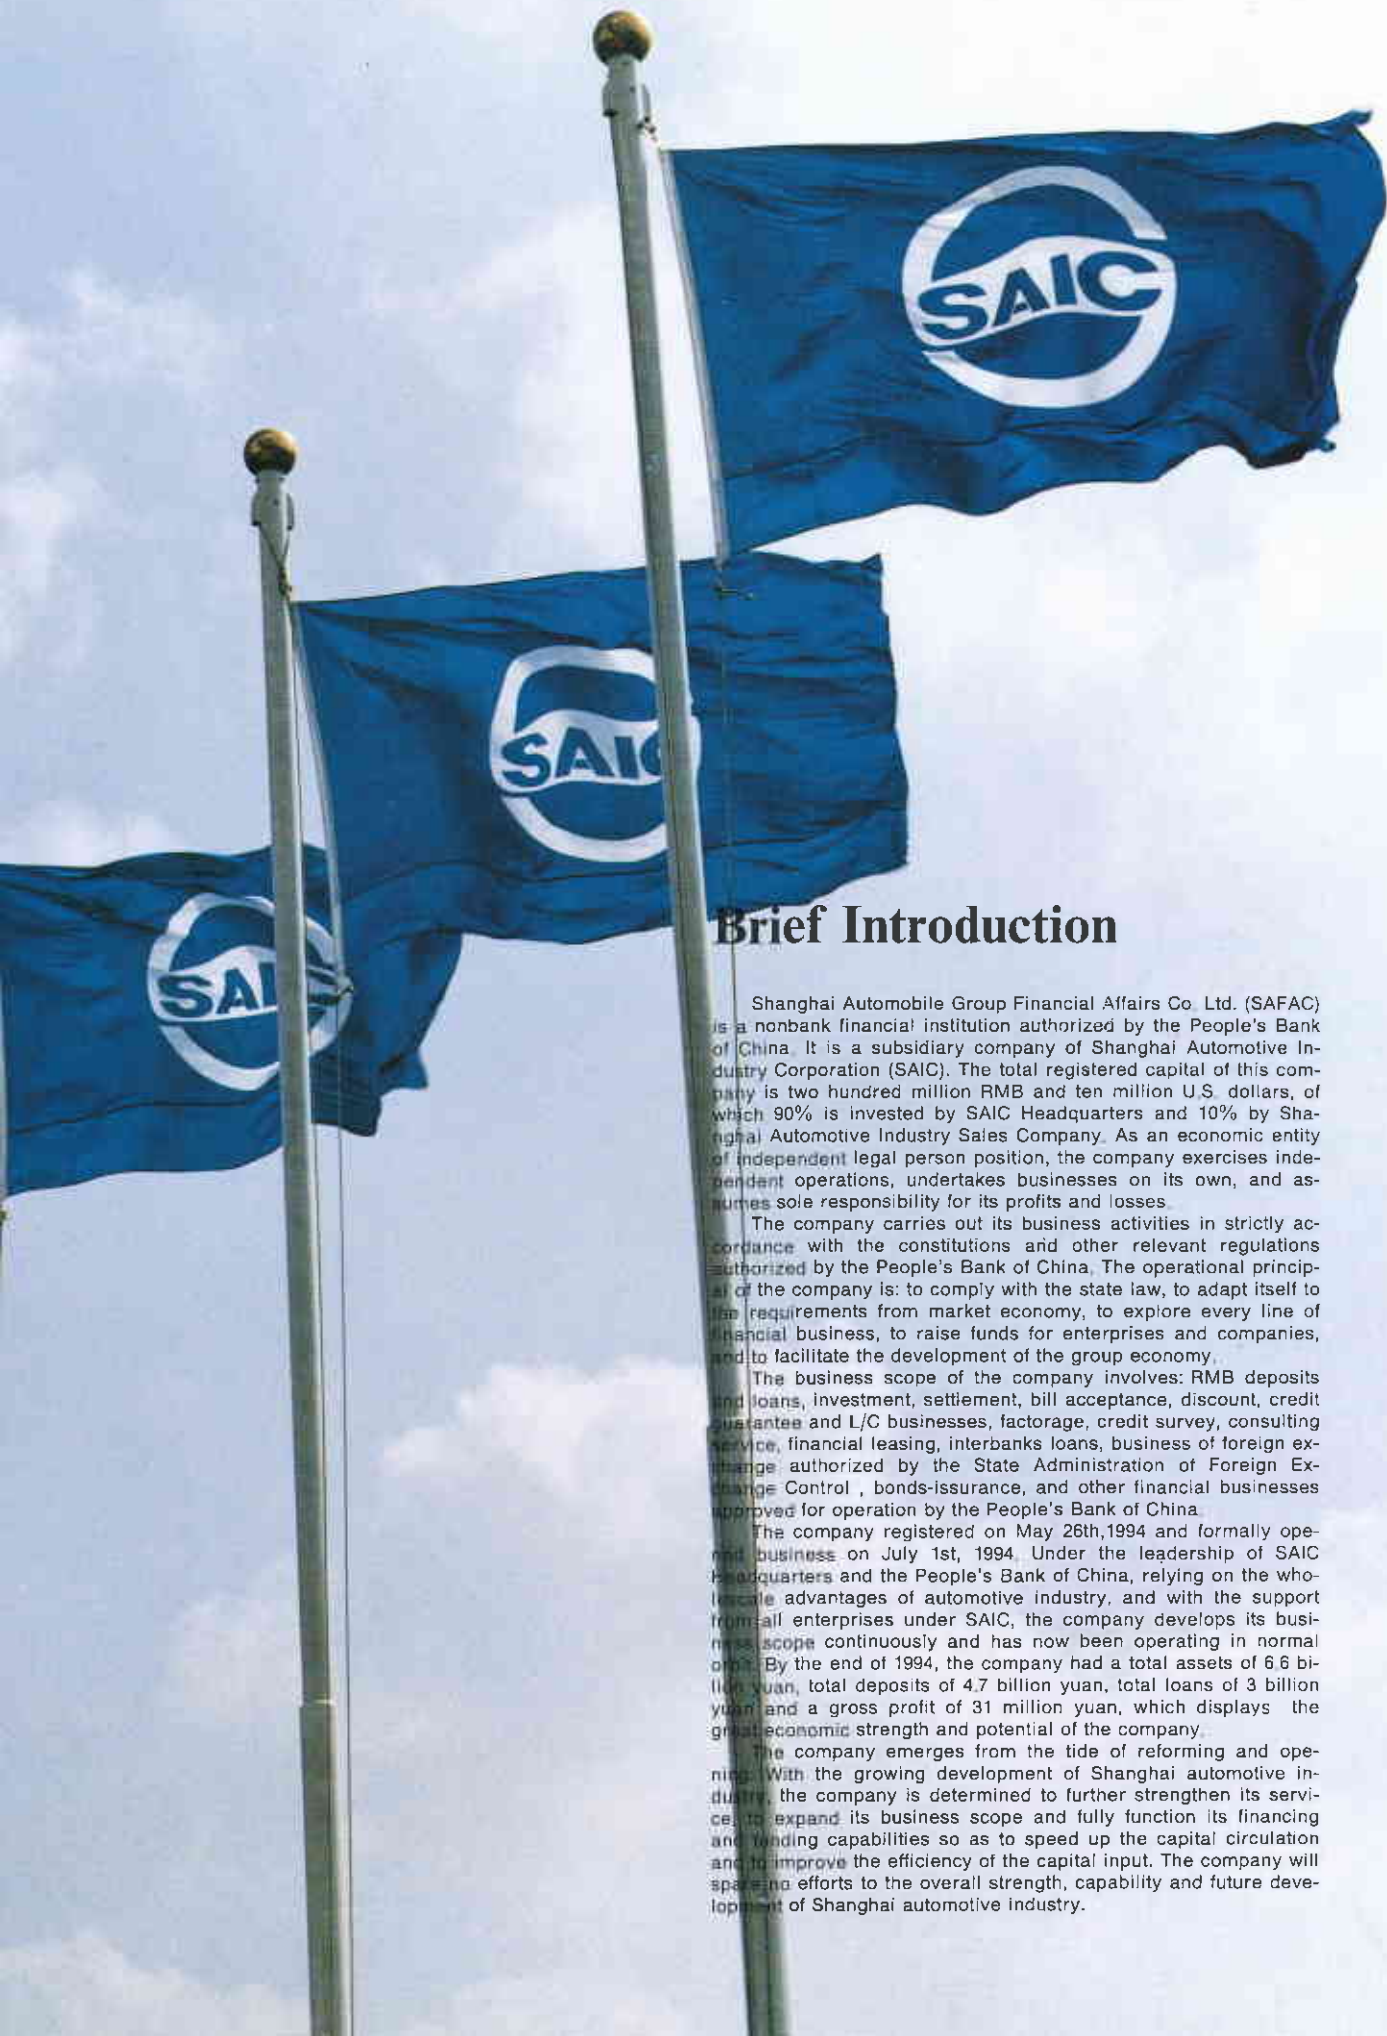 SAIC
SAIC
SAI
Brief Introduction
Shanghai Automobile Group Financial Affairs Co. Ltd. (SAFAC)
is a nonbank financial institution authorized by the People's Bank
of China. It is a subsidiary company of Shanghai Automotive In-
dustry Corporation (SAIC). The total registered capital of this com-
pany is two hundred million RMB and ten million U.S. dollars, of
which 90% is invested by SAIC Headquarters and 10% by Sha-
nghai Automotive Industry Sales Company. As an economic entity
of independent legal person position, the company exercises inde-
pendent operations, undertakes businesses on its own, and as-
sumes sole responsibility for its profits and losses.
The company carries out its business activities in strictly ac-
cordance with the constitutions and other relevant regulations
authorized by the People's Bank of China. The operational princip-
al of the company is: to comply with the state law, to adapt itself to
the requirements from market economy, to explore every line of
financial business, to raise funds for enterprises and companies,
and to facilitate the development of the group economy.
The business scope of the company involves: RMB deposits
and loans, investment, settlement, bill acceptance, discount, credit
guarantee and L/C businesses, factorage, credit survey, consulting
service, financial leasing, interbanks loans, business of foreign ex-
change authorized by the State Administration of Foreign Ex-
change Control , bonds-issurance, and other financial businesses
approved for operation by the People's Bank of China.
The company registered on May 26th,1994 and formally ope-
ned business on July 1st, 1994. Under the leadership of SAIC
Headquarters and the People's Bank of China, relying on the who-
lescale advantages of automotive industry, and with the support
from all enterprises under SAIC, the company develops its busi-
ness scope continuously and has now been operating in normal
orbit. By the end of 1994, the company had a total assets of 6.6 bi-
llion yuan, total deposits of 4.7 billion yuan, total loans of 3 billion
yuan and a gross profit of 31 million yuan, which displays the
great economic strength and potential of the company.
The company emerges from the tide of reforming and ope-
ning. With the growing development of Shanghai automotive in-
dustry, the company is determined to further strengthen its servi-
ce, to expand its business scope and fully function its financing
and funding capabilities so as to speed up the capital circulation
and to improve the efficiency of the capital input. The company will
spare no efforts to the overall strength, capability and future deve-
lopment of Shanghai automotive industry.